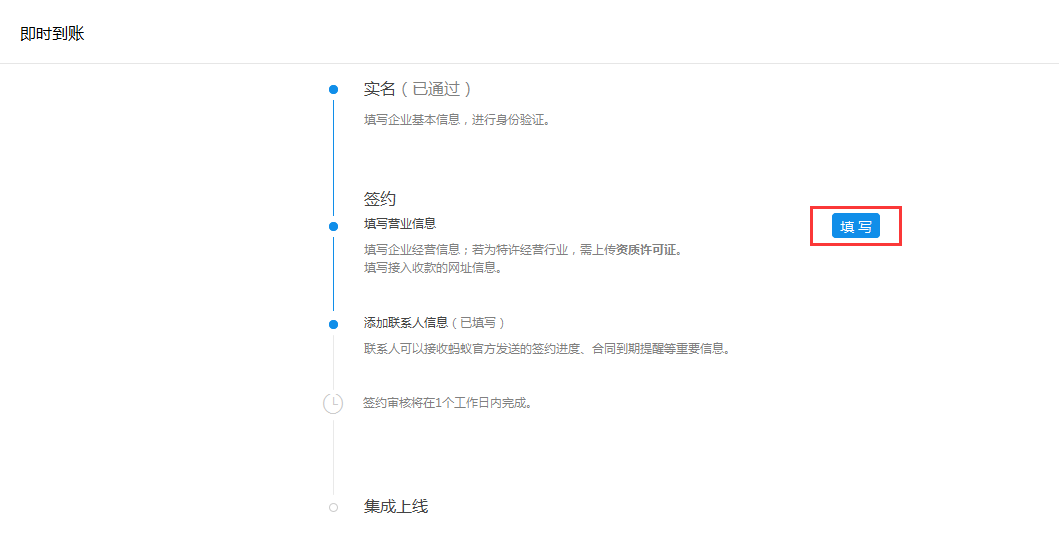 即时到账
实名（已通过）
填写企业基本信息，进行身份验证。
签约
填写营业信息
填写
填写企业经营信息；若为特许经营行业，需上传资质许可证。
填写接入收款的网址信息。
添加联系人信息（已填写）
联系人可以接收蚂蚁官方发送的签约进度、合同到期提醒等重要信息。
签约审核将在1个工作日内完成。
集成上线